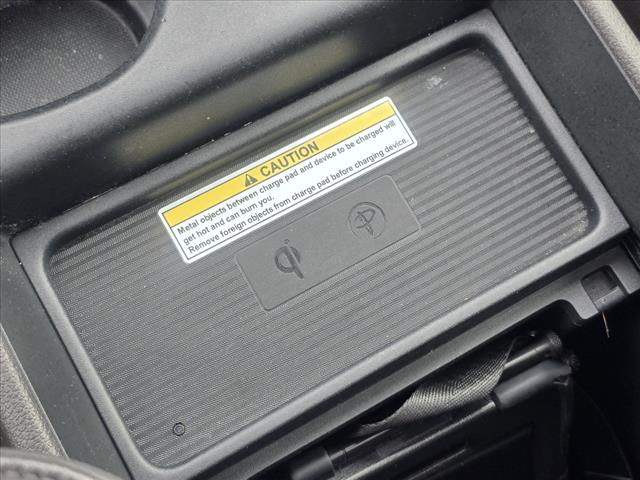 ⚠ CAUTION
Metal objects between charge pad and device to be charged will
get hot and can burn you.
Remove foreign objects from charge pad before charging device.